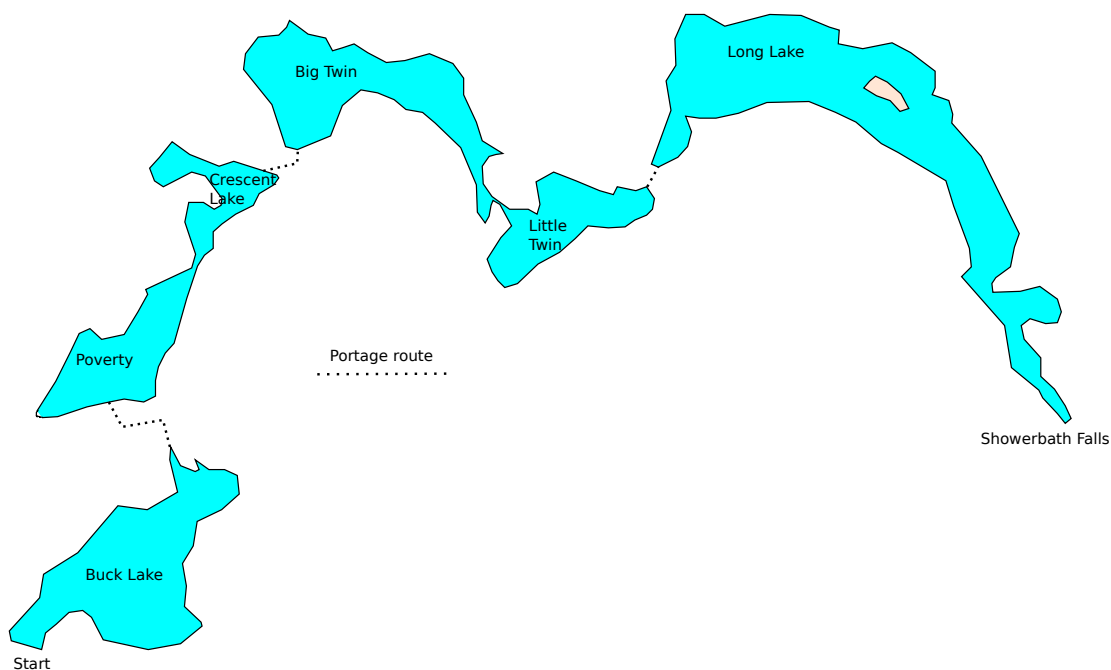 Long Lake
Big Twin
Crescent
Lake
Little
Twin
Portage route
Poverty
Showerbath Falls
Buck Lake
Start